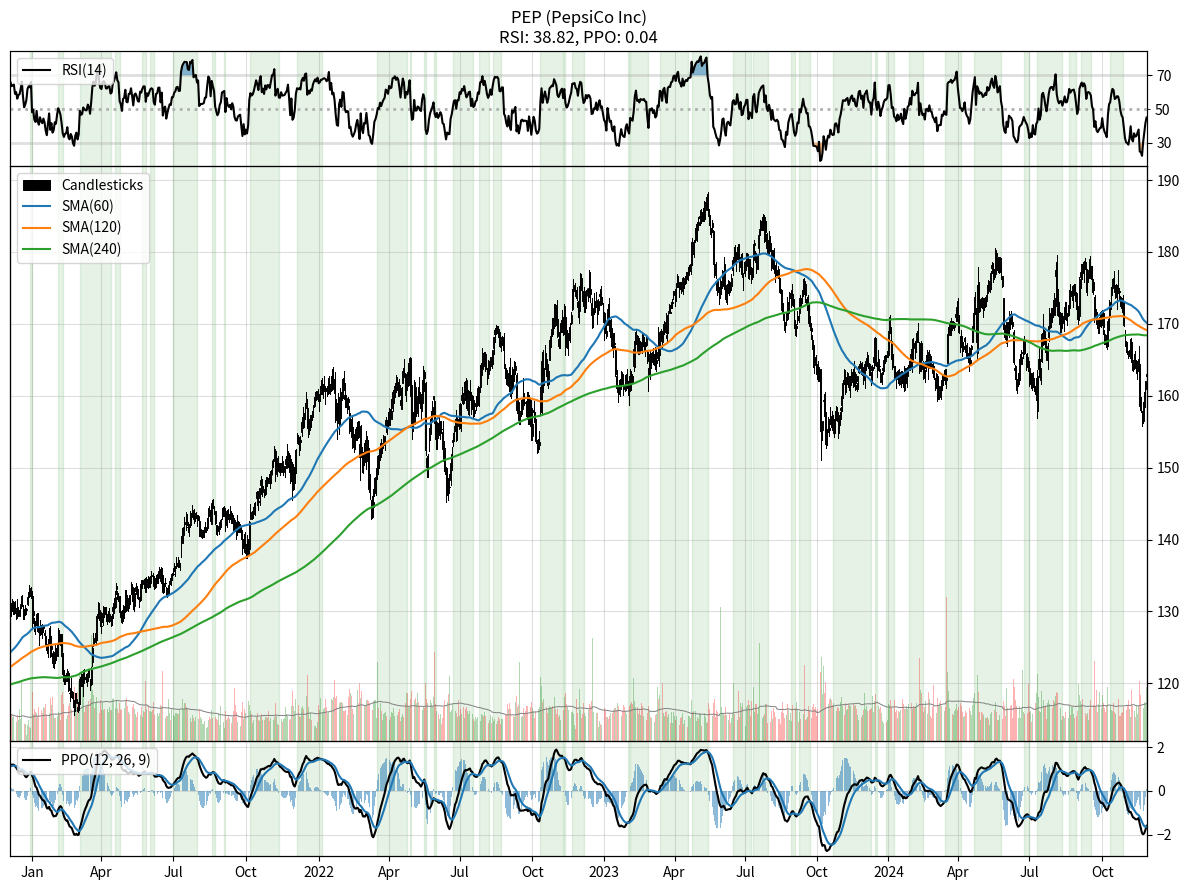 PEP (PepsiCo Inc)
RSI: 38.82, PPO: 0.04
RSI(14)
70
50
30
Candlesticks
SMA(60)
SMA(120)
SMA(240)
190
180
170
160
150
140
130
120
PPO(12, 26, 9)
2
0
−2
Jan Apr Jul Oct 2022 Apr Jul Oct 2023 Apr Jul Oct 2024 Apr Jul Oct